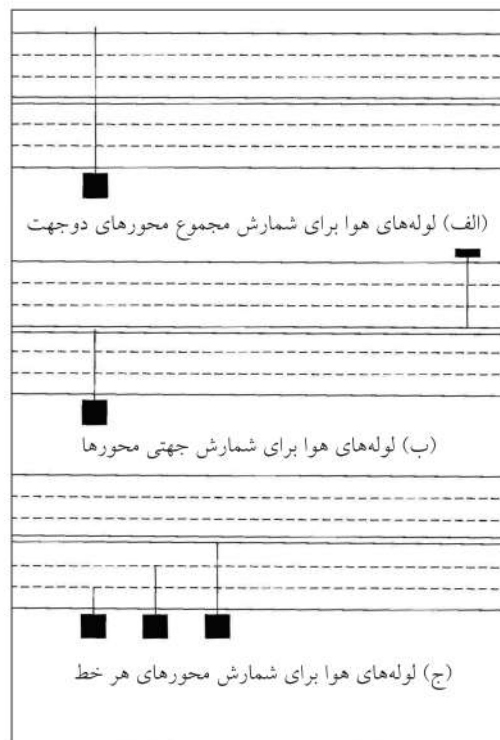 (الف) لوله‌های هوا برای شمارش مجموع محورهای دوجهت
(ب) لوله‌های هوا برای شمارش جهتی محورها
(ج) لوله‌های هوا برای شمارش محورهای هر خط